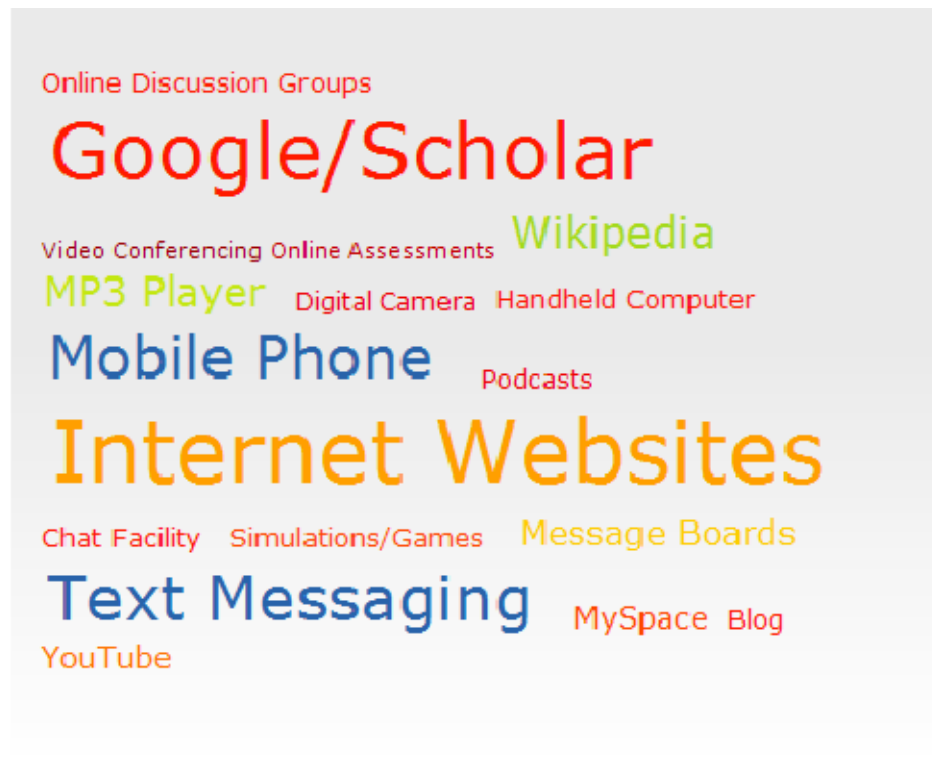 Online Discussion Groups
Google/Scholar
Video Conferencing Online Assessments Wikipedia
MP3 Player Digital Camera Handheld Computer
Mobile Phone Podcasts
Internet Websites
Chat Facility Simulations/Games Message Boards
Text Messaging MySpace Blog
YouTube